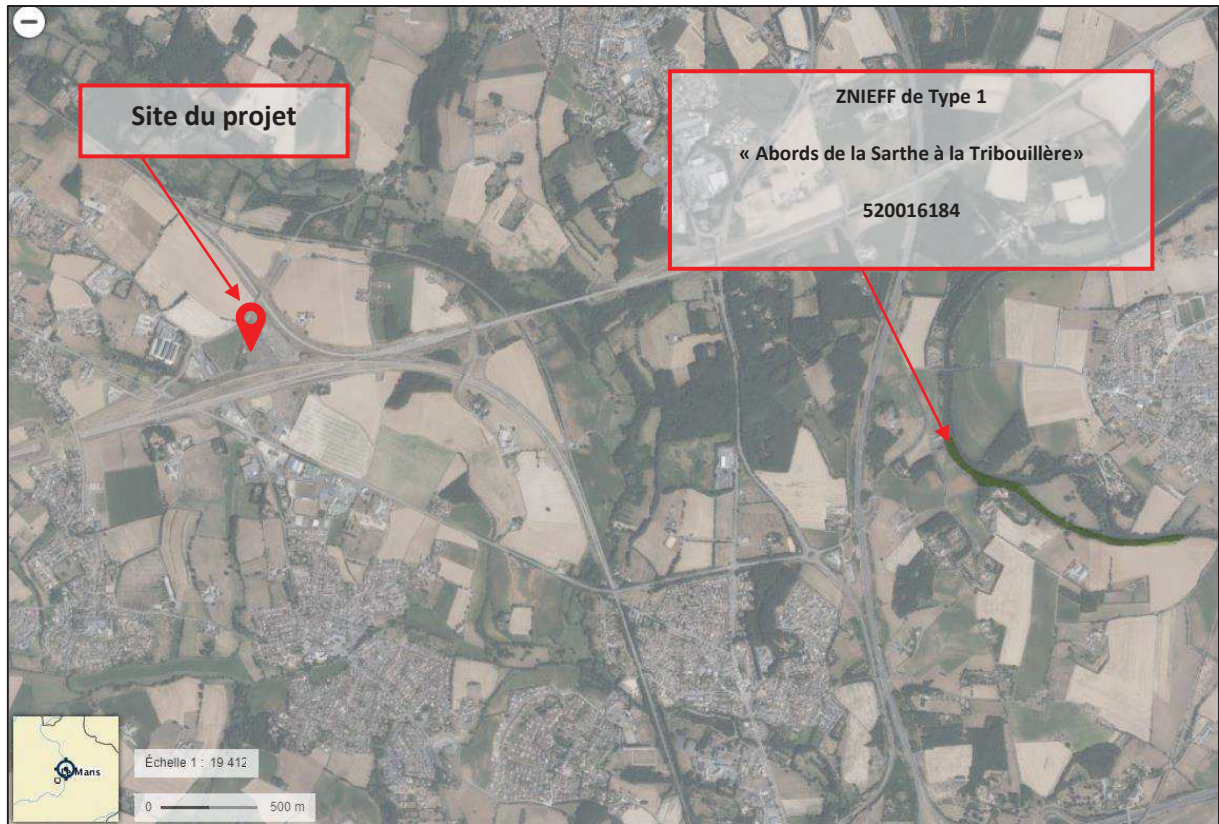 Site du projet
ZNIEFF de Type 1
« Abords de la Sarthe à la Tribouillère»
520016184
Le Mans
Échelle 1 : 19 412
0 500 m